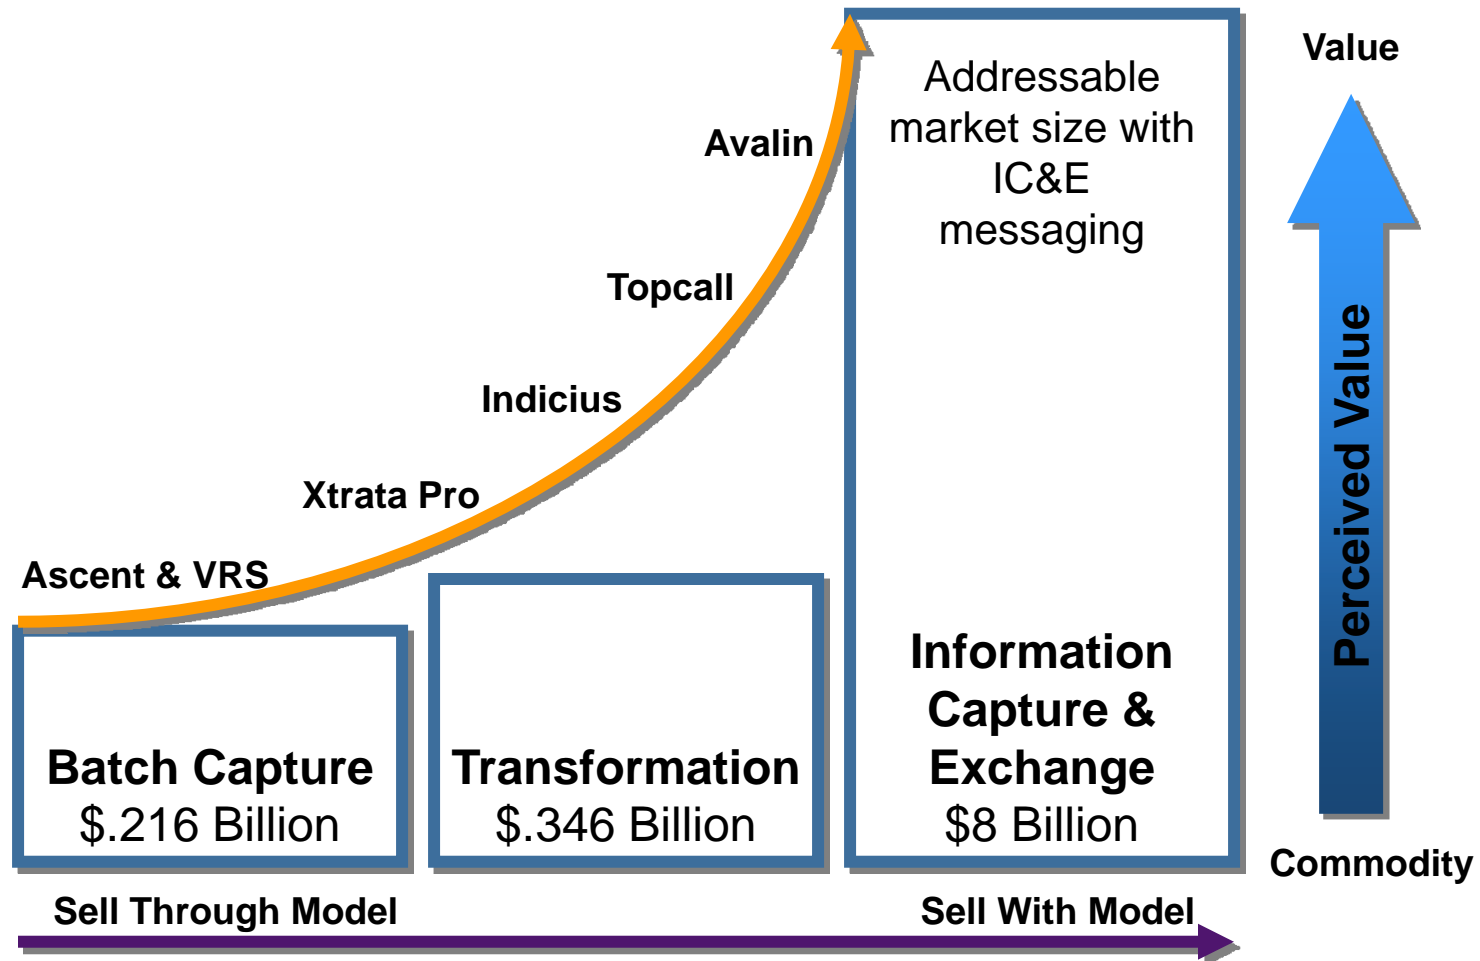 Value
Addressable
market size with
IC&E
messaging
Avalin
Topcall
Indicius
Xtrata Pro
Ascent & VRS
Perceived Value
Batch Capture
$.216 Billion
Transformation
$.346 Billion
Information
Capture &
Exchange
$8 Billion
Commodity
Sell Through Model
Sell With Model